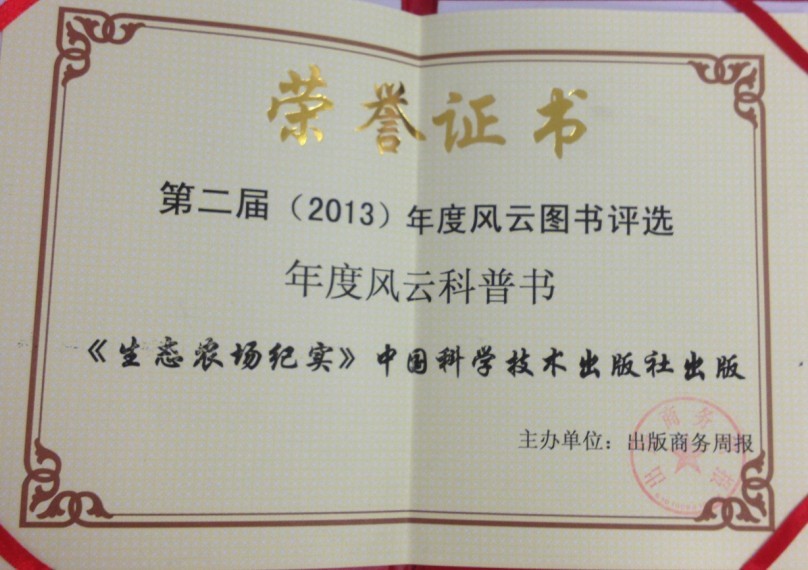 荣誉证书
第二届（2013）年度风云图书评选
年度风云科普书
《生态农场纪实》中国科学技术出版社出版
主办单位：出版商务周报